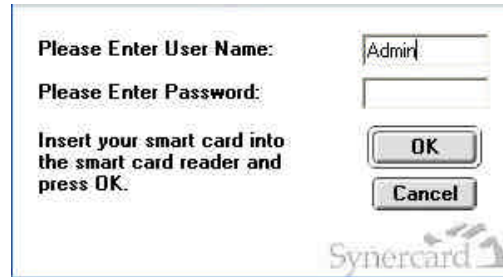 Please Enter User Name:
Admin
Please Enter Password:
Insert your smart card into
the smart card reader and
press OK.
OK
Cancel
Synercard